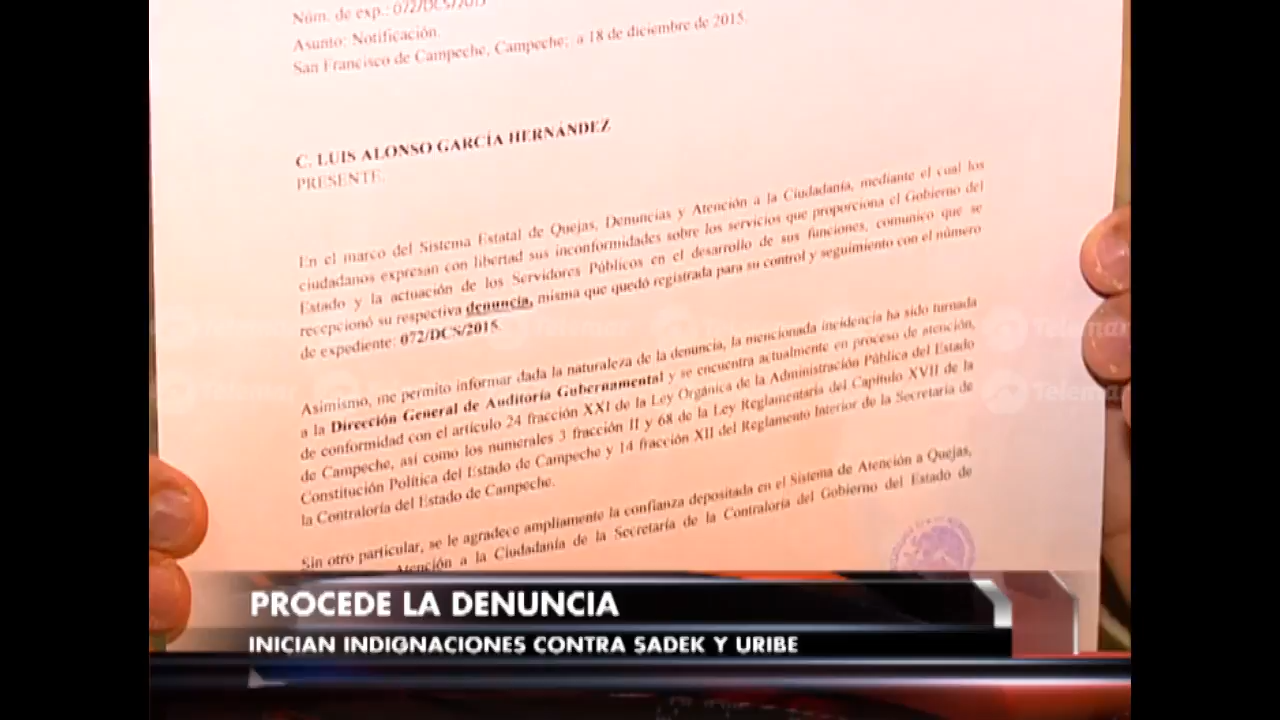 Núm. de exp.: 072/DCS/2015
Asunto: Notificación.
San Francisco de Campeche, Campeche; a 18 de diciembre de 2015.
C. LUIS ALONSO GARCÍA HERNÁNDEZ
PRESENTE.
En el marco del Sistema Estatal de Quejas, Denuncias y Atención a la Ciudadanía, mediante el cual los
ciudadanos expresan con libertad sus inconformidades sobre los servicios que proporciona el Gobierno del
Estado y la actuación de los Servidores Públicos en el desarrollo de sus funciones, comunico que se
recepcionó su respectiva denuncia, misma que quedó registrada para su control y seguimiento con el número
de expediente: 072/DCS/2015.
Asimismo, me permito informar dada la naturaleza de la denuncia, la mencionada incidencia ha sido turnada
a la Dirección General de Auditoría Gubernamental y se encuentra actualmente en proceso de atención,
de conformidad con el artículo 24 fracción XXI de la Ley Orgánica de la Administración Pública del Estado
de Campeche, así como los numerales 3 fracción II y 68 de la Ley Reglamentaria del Capítulo XVII de la
Constitución Política del Estado de Campeche y 14 fracción XII del Reglamento Interior de la Secretaría de
la Contraloría del Estado de Campeche.
Sin otro particular, se le agradece ampliamente la confianza depositada en el Sistema de Atención a Quejas,
Atención a la Ciudadanía de la Secretaría de la Contraloría del Gobierno del Estado de
Telemar
PROCEDE LA DENUNCIA
INICIAN INDIGNACIONES CONTRA SADEK Y URIBE